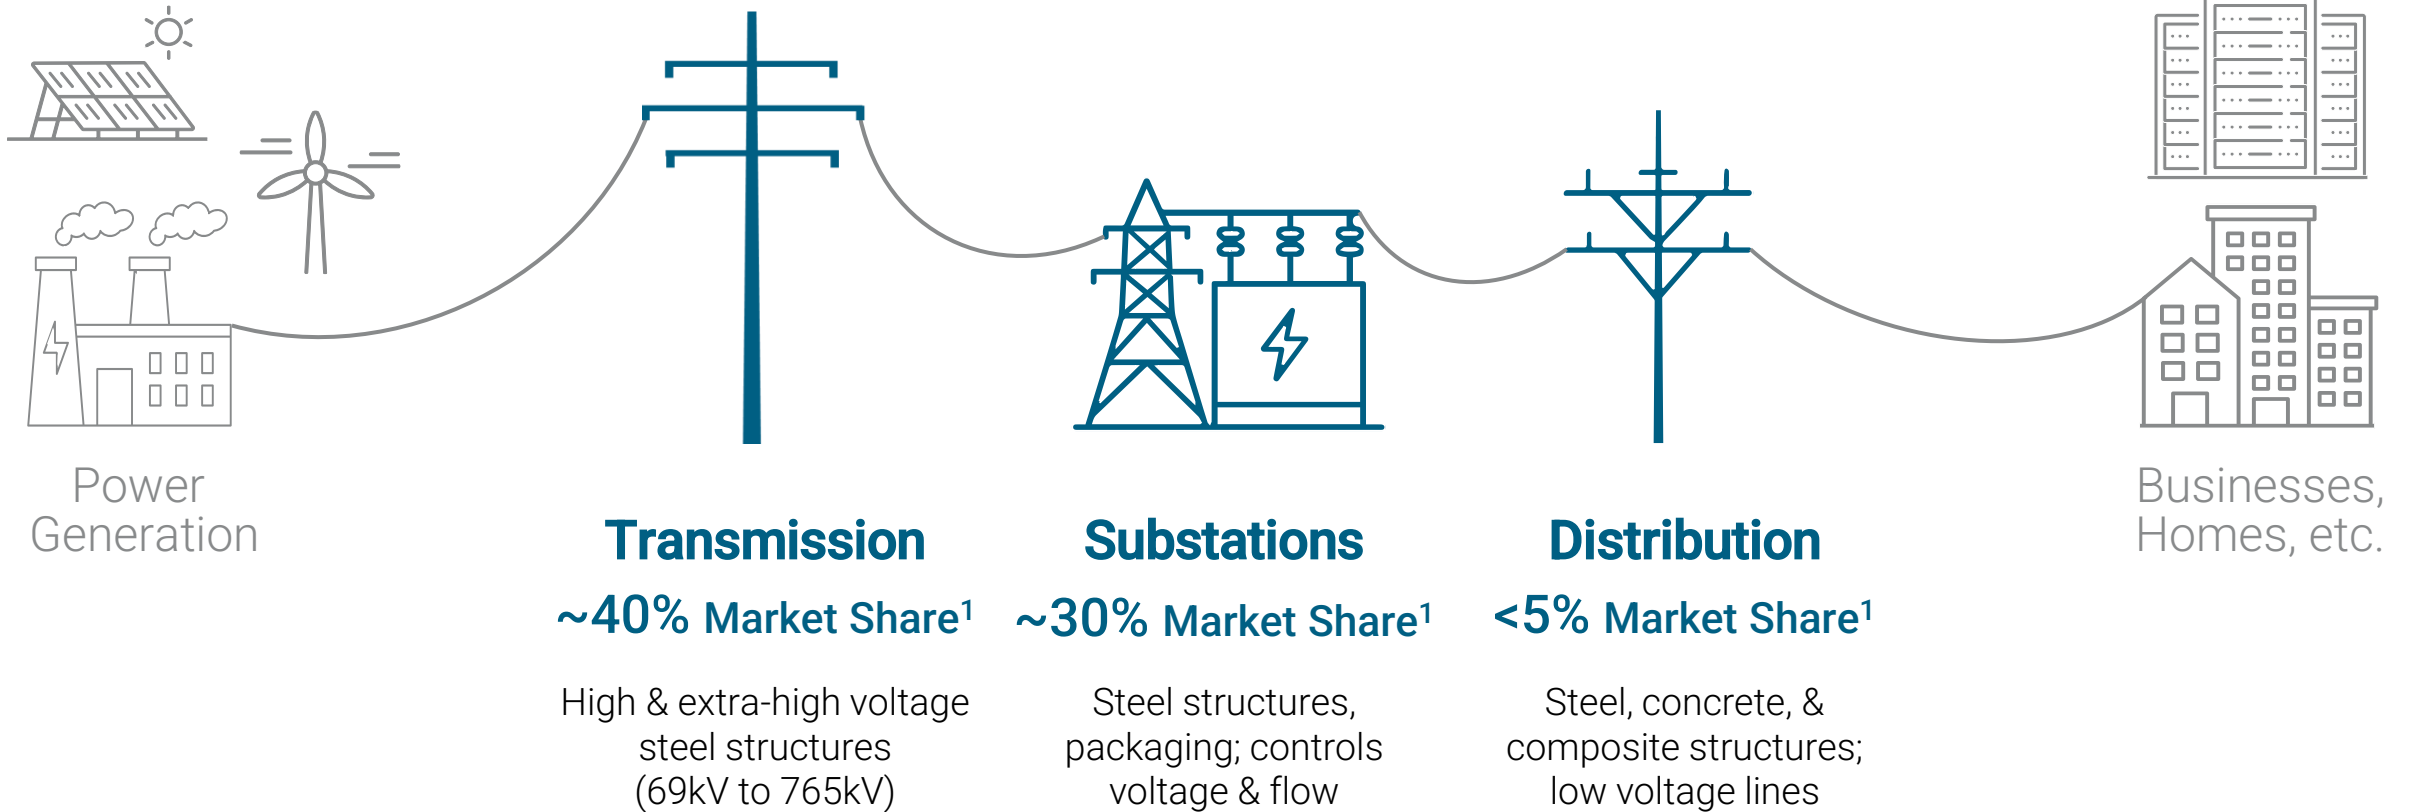 Power
Generation
Transmission
~40% Market Share¹
High & extra-high voltage
steel structures
(69kV to 765kV)
Substations
~30% Market Share¹
Steel structures,
packaging; controls
voltage & flow
Distribution
<5% Market Share¹
Steel, concrete, &
composite structures;
low voltage lines
Businesses,
Homes, etc.